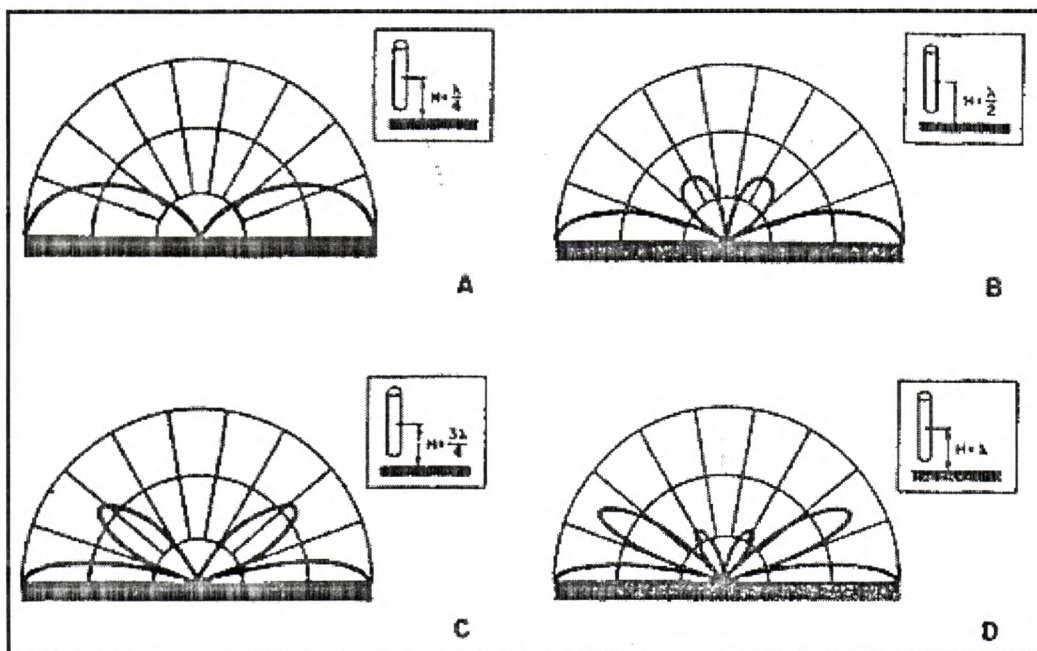 H = λ/4
H = λ/2
A
B
H = 3λ/4
H = λ
C
D